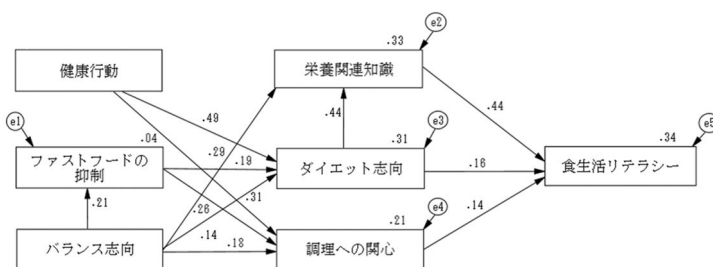 e2
.33
健康行動
栄養関連知識
.49
.44
.44
e1
e3
e5
.04
.29
.31
.34
ファストフードの
抑制
.19
ダイエット志向
.16
食生活リテラシー
.26
.31
e4
.21
.14
.21
.14
バランス志向
.18
調理への関心